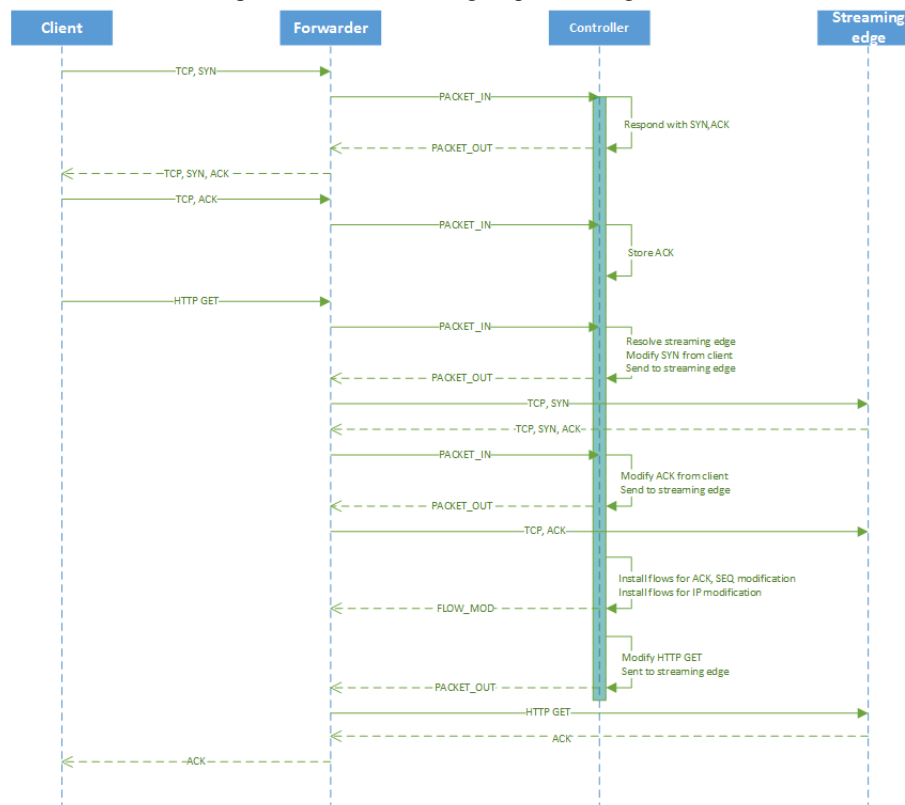 Client
Forwarder
Controller
Streaming
edge
TCP, SYN
PACKET_IN
Respond with SYN,ACK
PACKET_OUT
TCP, SYN, ACK
TCP, ACK
PACKET_IN
Store ACK
HTTP GET
PACKET_IN
Resolve streaming edge
Modify SYN from client
Send to streaming edge
PACKET_OUT
TCP, SYN
TCP, SYN, ACK
PACKET_IN
Modify ACK from client
Send to streaming edge
PACKET_OUT
TCP, ACK
Install flows for ACK, SEQ modification
Install flows for IP modification
FLOW_MOD
Modify HTTP GET
Sent to streaming edge
PACKET_OUT
HTTP GET
ACK
ACK